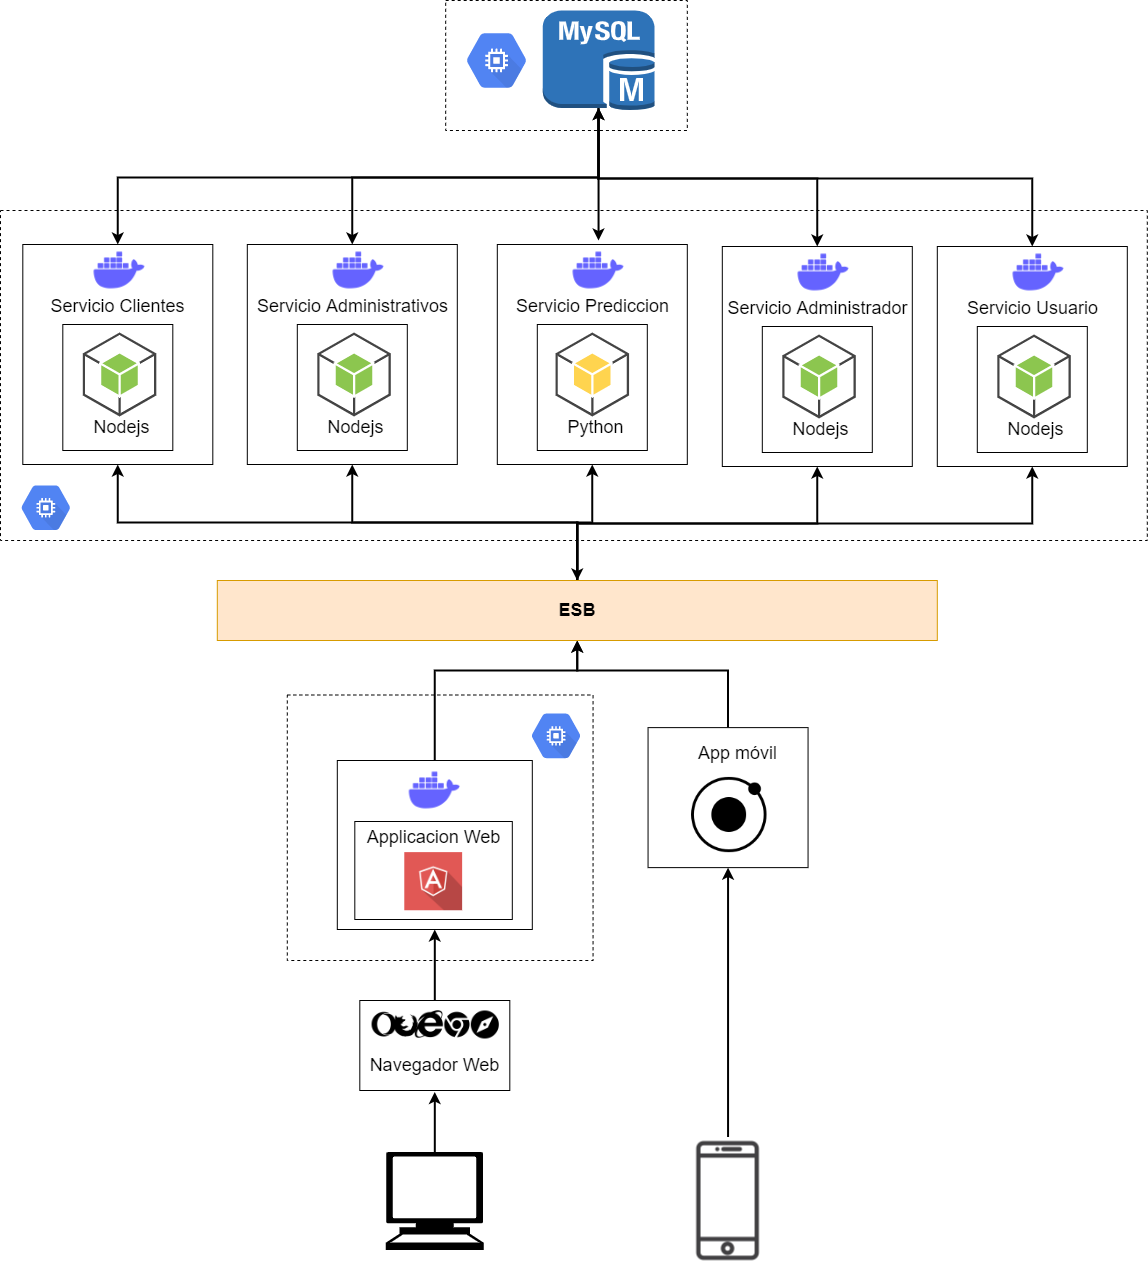 MySQL
M
Servicio Clientes
Nodejs
Servicio Administrativos
Nodejs
Servicio Prediccion
Python
Servicio Administrador
Nodejs
Servicio Usuario
Nodejs
ESB
Applicacion Web
A
App móvil
Navegador Web